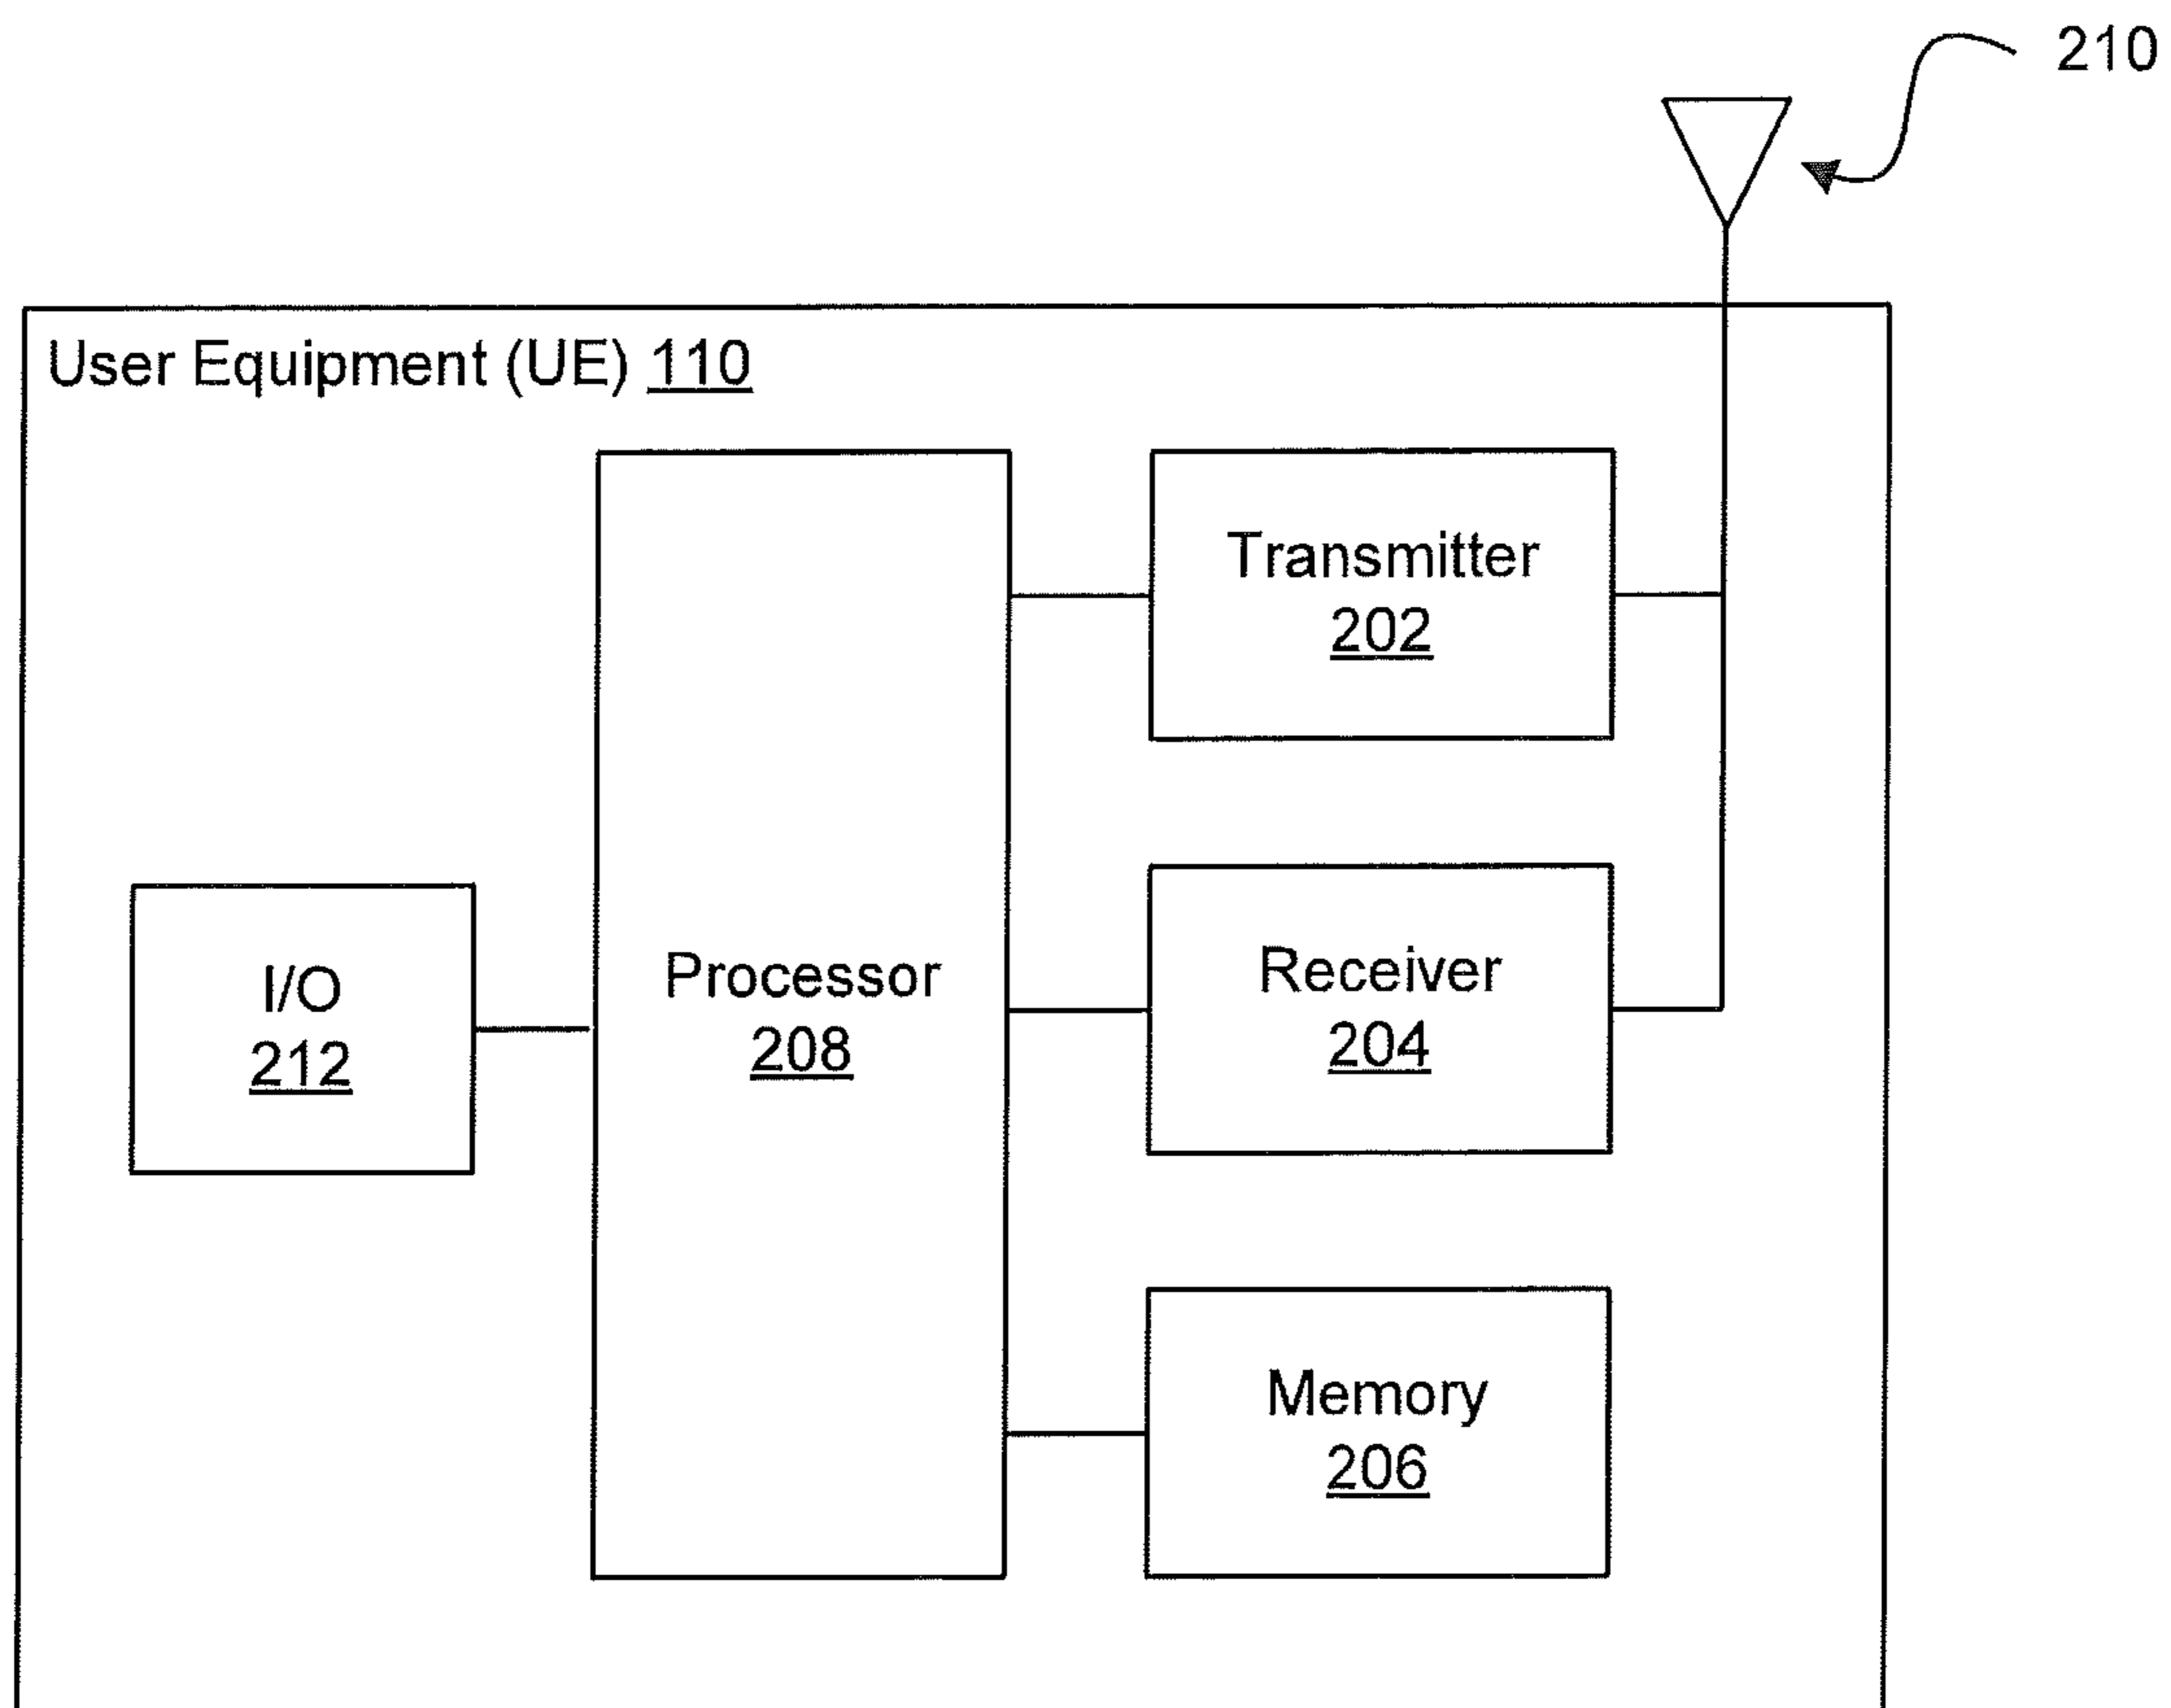 210
User Equipment (UE) 110
Transmitter
202
Processor
208
I/O
212
Receiver
204
Memory
206